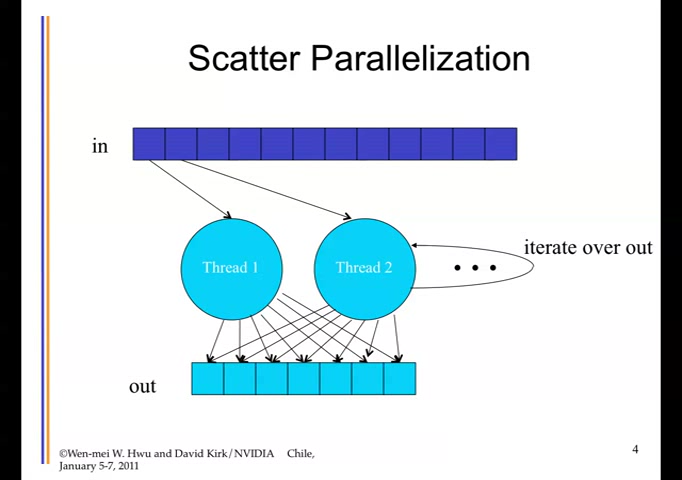 Scatter Parallelization
in
Thread 1
Thread 2
iterate over out
out
©Wen-mei W. Hwu and David Kirk/NVIDIA Chile,
January 5-7, 2011
4